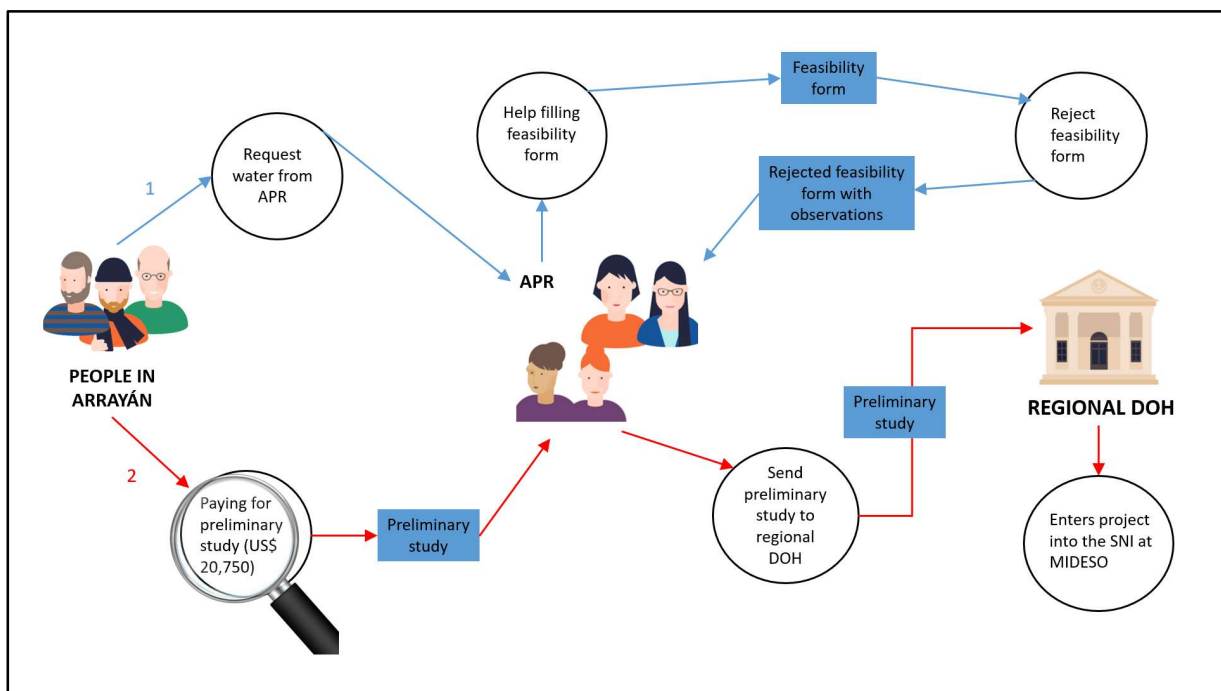 Feasibility
form
Help filling
feasibility
form
Reject
feasibility
form
Request
water from
APR
1
Rejected feasibility
form with
observations
APR
PEOPLE IN
ARRAYÁN
REGIONAL DOH
Preliminary
study
2
Paying for
preliminary
study (US$
20,750)
Preliminary
study
Send
preliminary
study to
regional
DOH
Enters project
into the SNI at
MIDESO